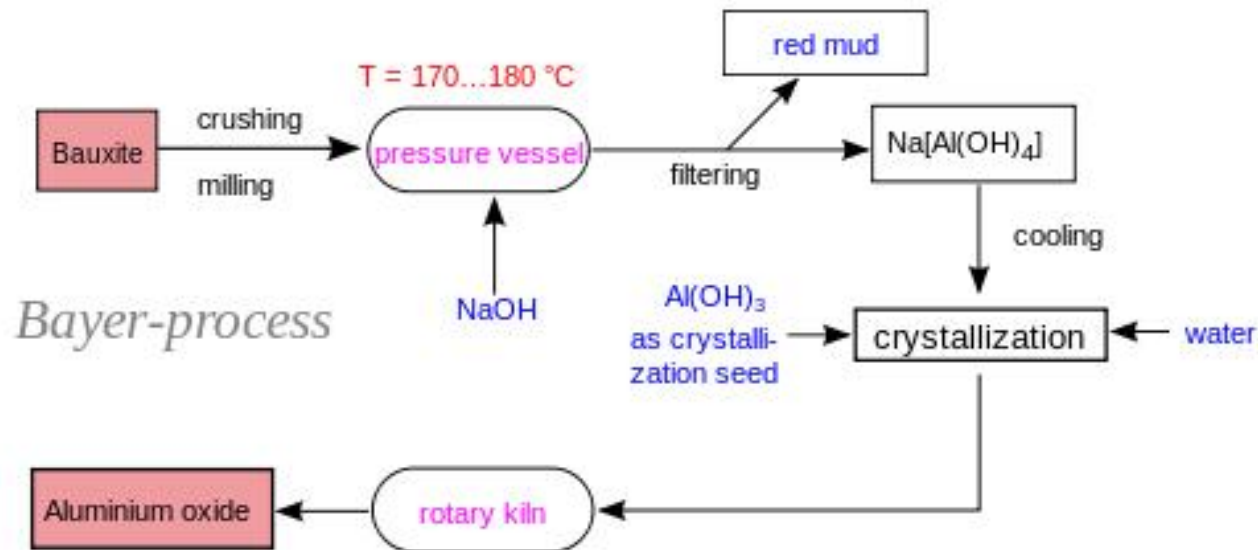 red mud
T = 170...180 °C
crushing
Bauxite
pressure vessel
Na[Al(OH)₄]
milling
filtering
cooling
NaOH
Bayer-process
Al(OH)₃
as crystalli-
zation seed
crystallization
water
Aluminium oxide
rotary kiln